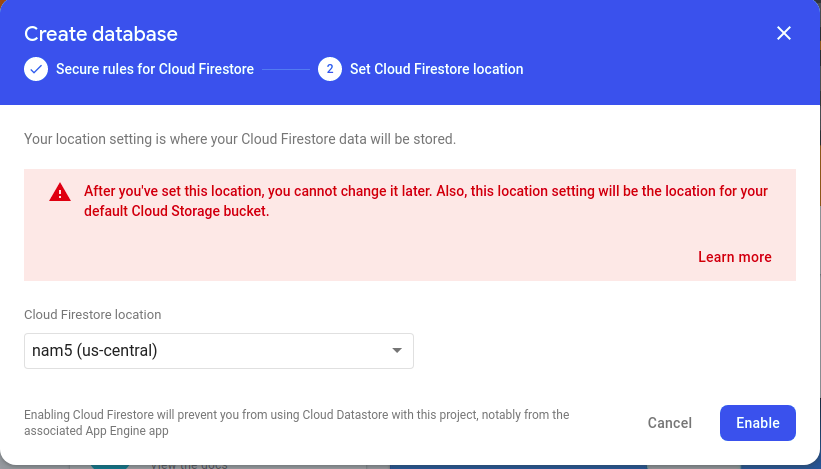 Create database
Secure rules for Cloud Firestore
2
Set Cloud Firestore location
Your location setting is where your Cloud Firestore data will be stored.
After you've set this location, you cannot change it later. Also, this location setting will be the location for your
default Cloud Storage bucket.
Learn more
Cloud Firestore location
nam5 (us-central)
Enabling Cloud Firestore will prevent you from using Cloud Datastore with this project, notably from the
associated App Engine app
Cancel
Enable
View the docs